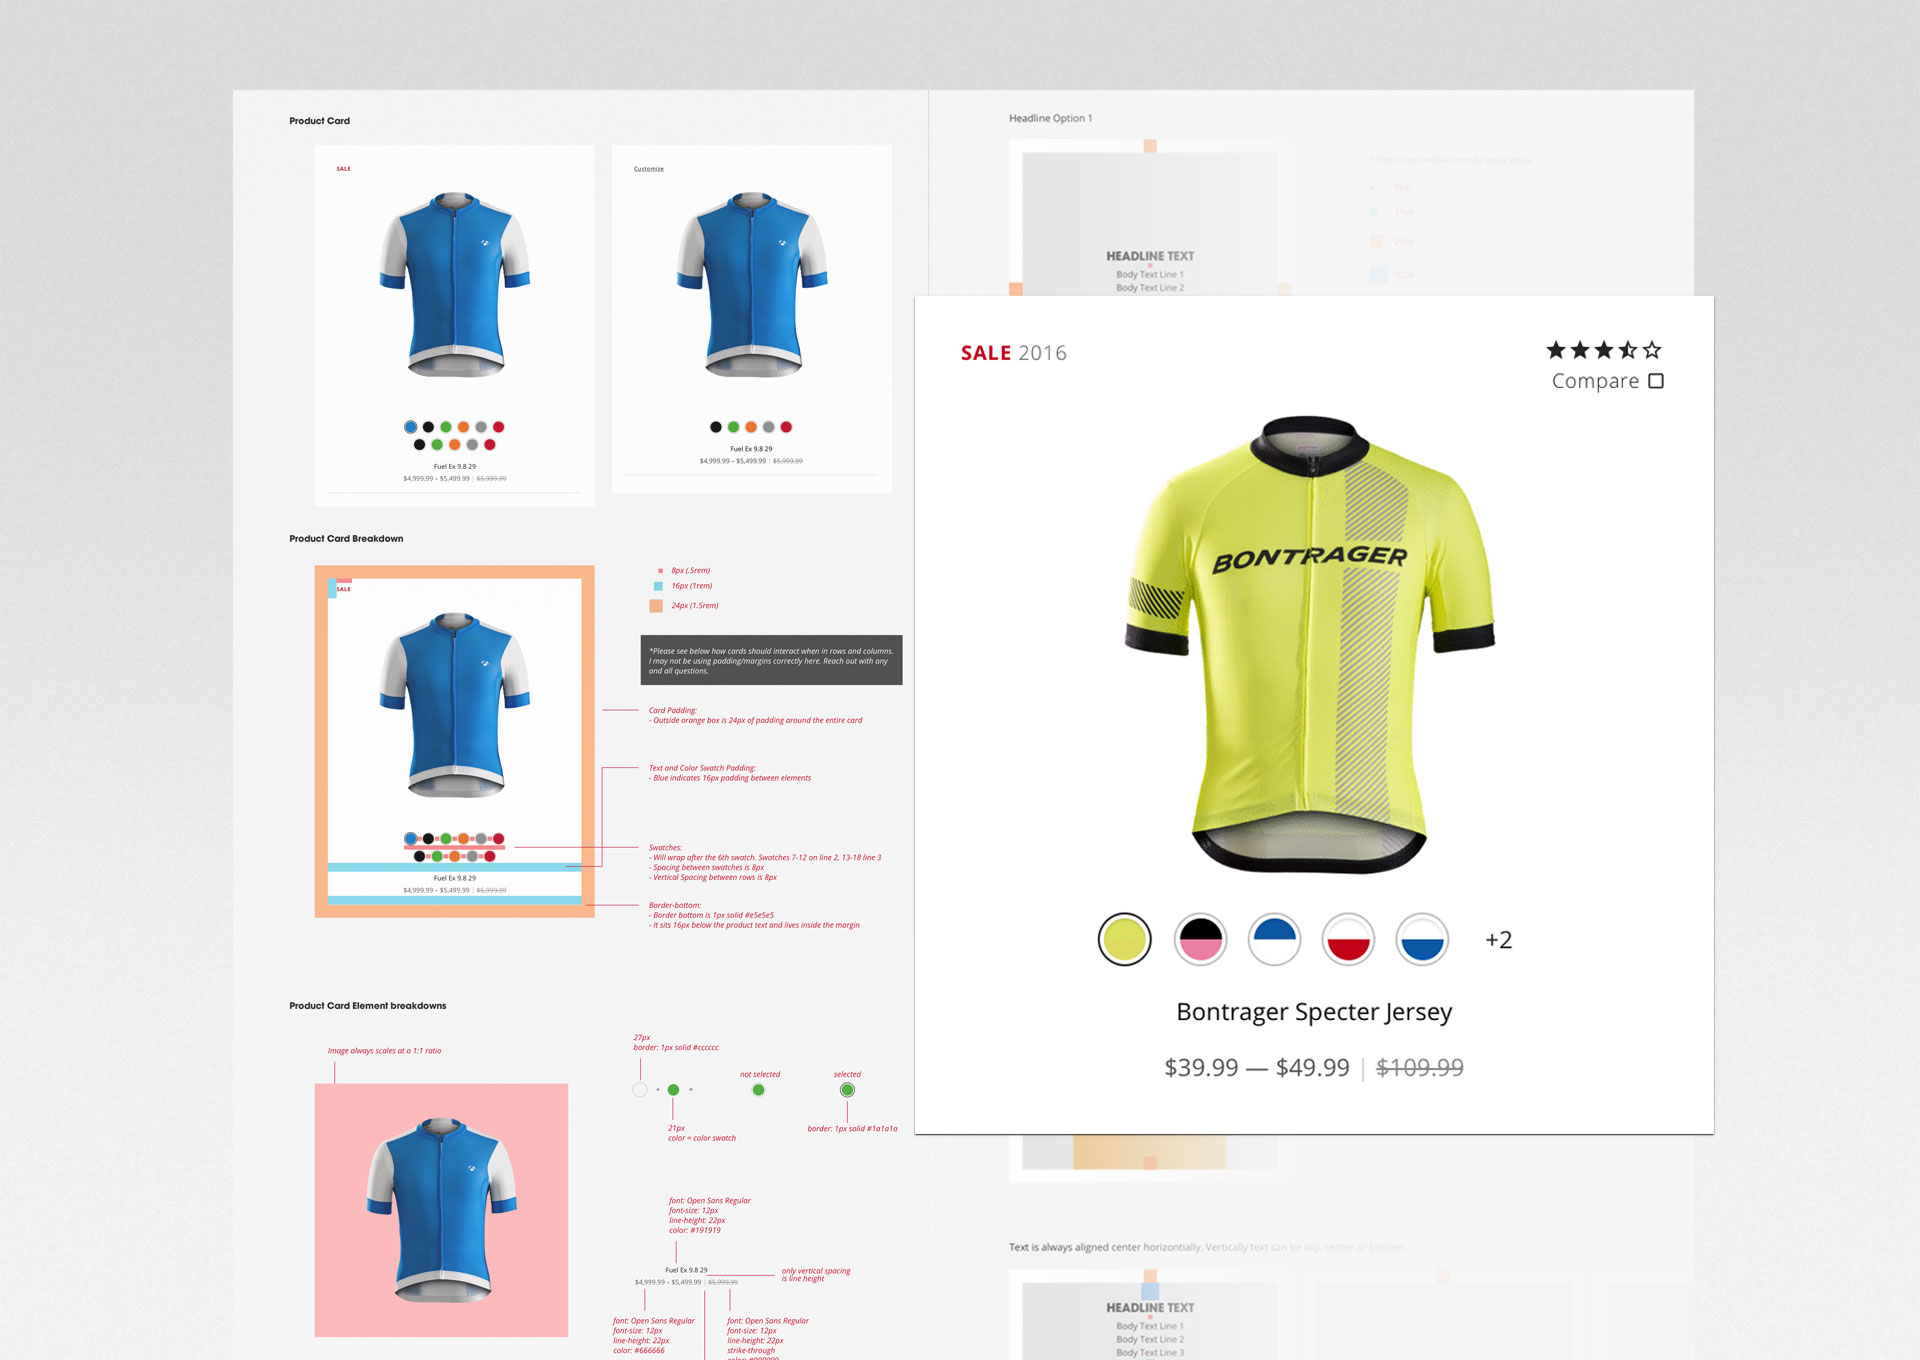 Product Card
SALE
Fuel Ex 9.8 29
$4,999.99 – $5,499.99 | $5,999.99
Customize
Fuel Ex 9.8 29
$4,999.99 – $5,499.99 | $5,999.99
Product Card Breakdown
SALE
Fuel Ex 9.8 29
$4,999.99 – $5,499.99 | $5,999.99
8px (.5rem)
16px (1rem)
24px (1.5rem)
*Please see below how cards should interact when in rows and columns.
I may not be using padding/margins correctly here. Reach out with any
and all questions.
Card Padding:
- Outside orange box is 24px of padding around the entire card
Text and Color Swatch Padding:
- Blue indicates 16px padding between elements
Swatches:
- Will wrap after the 6th swatch. Swatches 7-12 on line 2, 13-18 line 3
- Spacing between swatches is 8px
- Vertical Spacing between rows is 8px
Border-bottom:
- Border bottom is 1px solid #e5e5e5
- It sits 16px below the product text and lives inside the margin
Product Card Element breakdowns
Image always scales at a 1:1 ratio
27px
border: 1px solid #cccccc
+
=
not selected
selected
21px
color = color swatch
border: 1px solid #1a1a1a
font: Open Sans Regular
font-size: 12px
line-height: 22px
color: #191919
Fuel Ex 9.8 29
$4,999.99 – $5,499.99 | $5,999.99
only vertical spacing
is line height
font: Open Sans Regular
font-size: 12px
line-height: 22px
color: #666666
font: Open Sans Regular
font-size: 12px
line-height: 22px
strike-through
Headline Option 1
HEADLINE TEXT
Body Text Line 1
Body Text Line 2
8px
16px
24px
32px
SALE 2016
Compare
BONTRAGER
+2
Bontrager Specter Jersey
$39.99 — $49.99 | $109.99
Text is always aligned center horizontally. Vertically text can be top, center or bottom
HEADLINE TEXT
Body Text Line 1
Body Text Line 2
Body Text Line 3